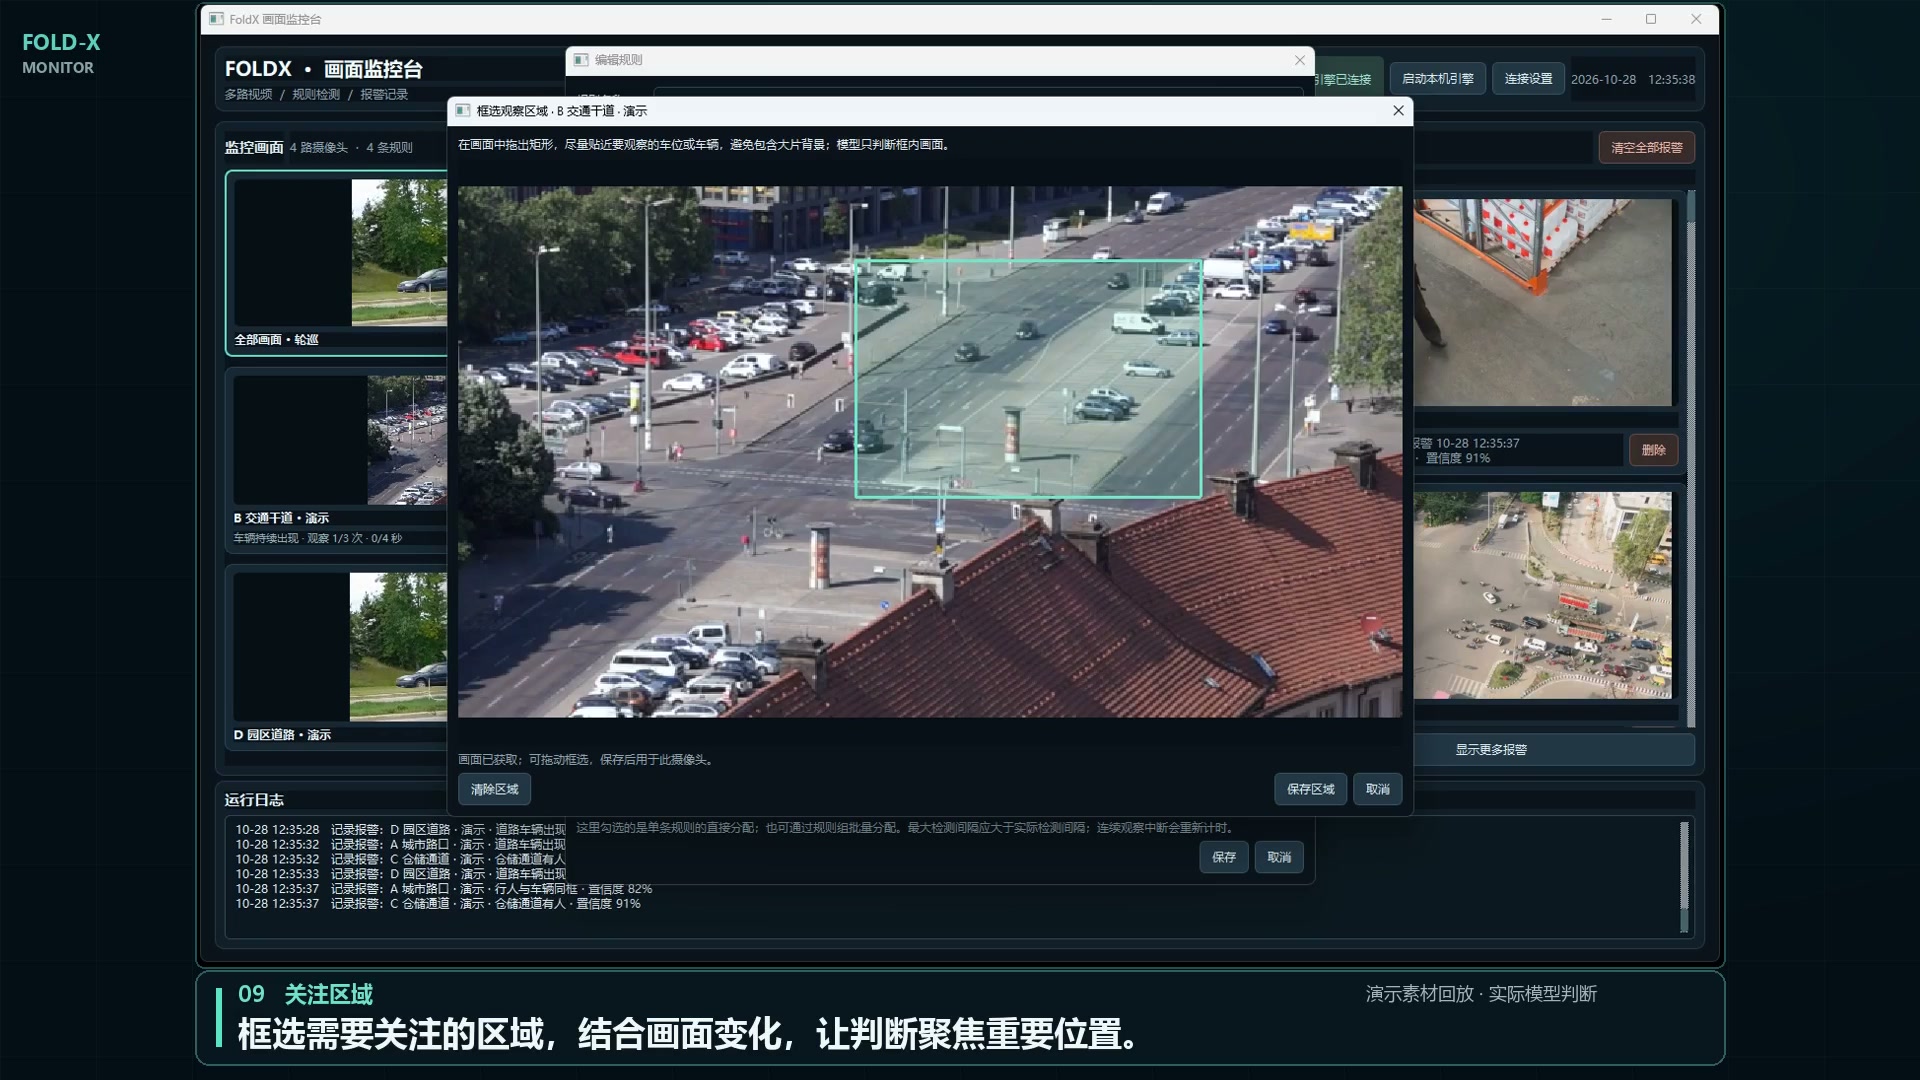 FOLD-X
MONITOR
FoldX 画面监控台
FOLDX • 画面监控台
多路视频 / 规则检测 / 报警记录
编辑规则
引擎已连接
启动本机引擎
连接设置
2026-10-28 12:35:38
监控画面 4 路摄像头 · 4 条规则
清空全部报警
框选观察区域 · B 交通干道 · 演示
在画面中拖出矩形，尽量贴近要观察的车位或车辆，避免包含大片背景；模型只判断框内画面。
全部画面 • 轮巡
B 交通干道 • 演示
车辆持续出现 · 观察 1/3 次 · 0/4 秒
D 园区道路 • 演示
报警 10-28 12:35:37
· 置信度 91%
删除
显示更多报警
画面已获取；可拖动框选，保存后用于此摄像头。
清除区域
保存区域
取消
这里勾选的是单条规则的直接分配；也可通过规则组批量分配。最大检测间隔应大于实际检测间隔；连续观察中断会重新计时。
保存
取消
运行日志
10-28 12:35:28 记录报警：D 园区道路 · 演示 · 道路车辆出现
10-28 12:35:32 记录报警：A 城市路口 · 演示 · 道路车辆出现
10-28 12:35:32 记录报警：C 仓储通道 · 演示 · 仓储通道有人
10-28 12:35:33 记录报警：D 园区道路 · 演示 · 道路车辆出现
10-28 12:35:37 记录报警：A 城市路口 · 演示 · 行人与车辆同框 · 置信度 82%
10-28 12:35:37 记录报警：C 仓储通道 · 演示 · 仓储通道有人 · 置信度 91%
09 关注区域
演示素材回放 · 实际模型判断
框选需要关注的区域，结合画面变化，让判断聚焦重要位置。